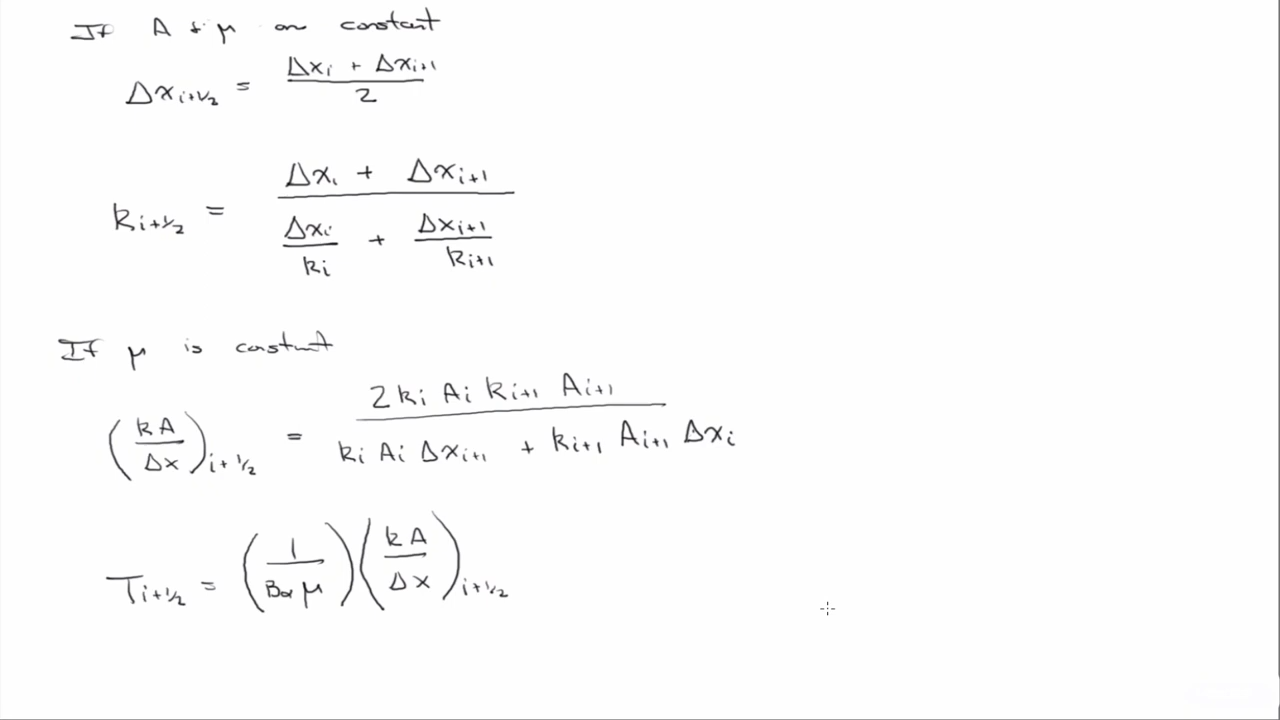 If A + μ are constant
Δx_{i+1/2} = (Δx_i + Δx_{i+1}) / 2
k_{i+1/2} = (Δx_i + Δx_{i+1}) / (Δx_i / k_i + Δx_{i+1} / k_{i+1})
If μ is constant
(kA / Δx)_{i+1/2} = (2 k_i A_i k_{i+1} A_{i+1}) / (k_i A_i Δx_{i+1} + k_{i+1} A_{i+1} Δx_i)
T_{i+1/2} = (1 / (B_α μ)) (kA / Δx)_{i+1/2}